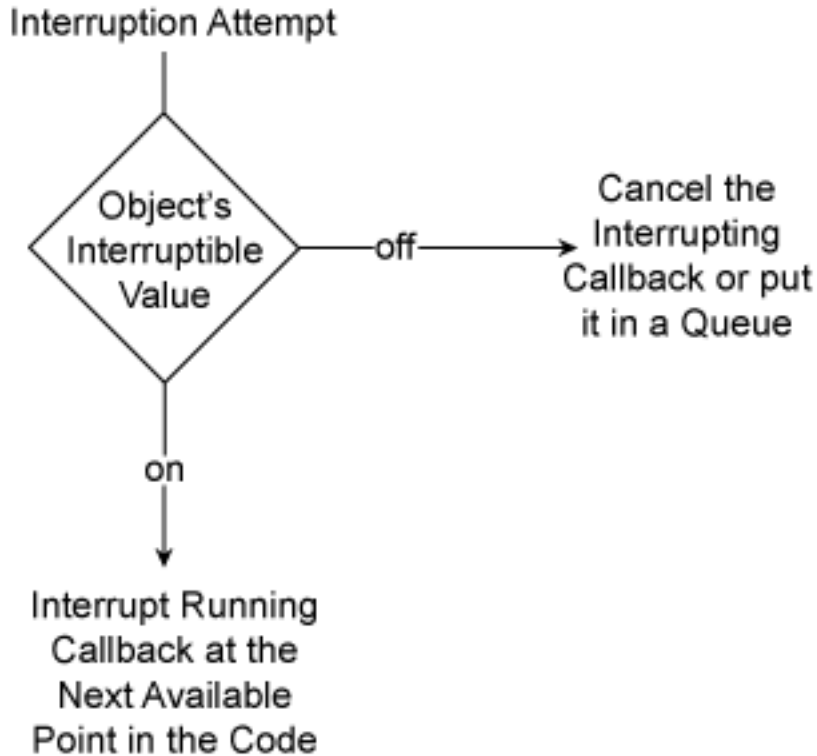 Interruption Attempt
Object's
Interruptible
Value
off
Cancel the
Interrupting
Callback or put
it in a Queue
on
Interrupt Running
Callback at the
Next Available
Point in the Code